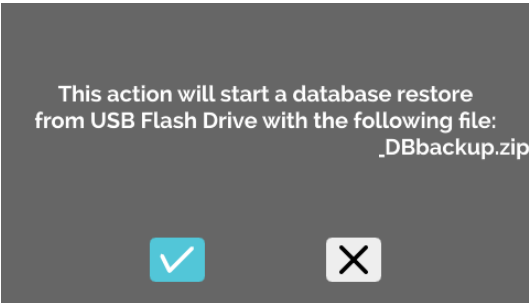 This action will start a database restore
from USB Flash Drive with the following file:
_DBbackup.zip